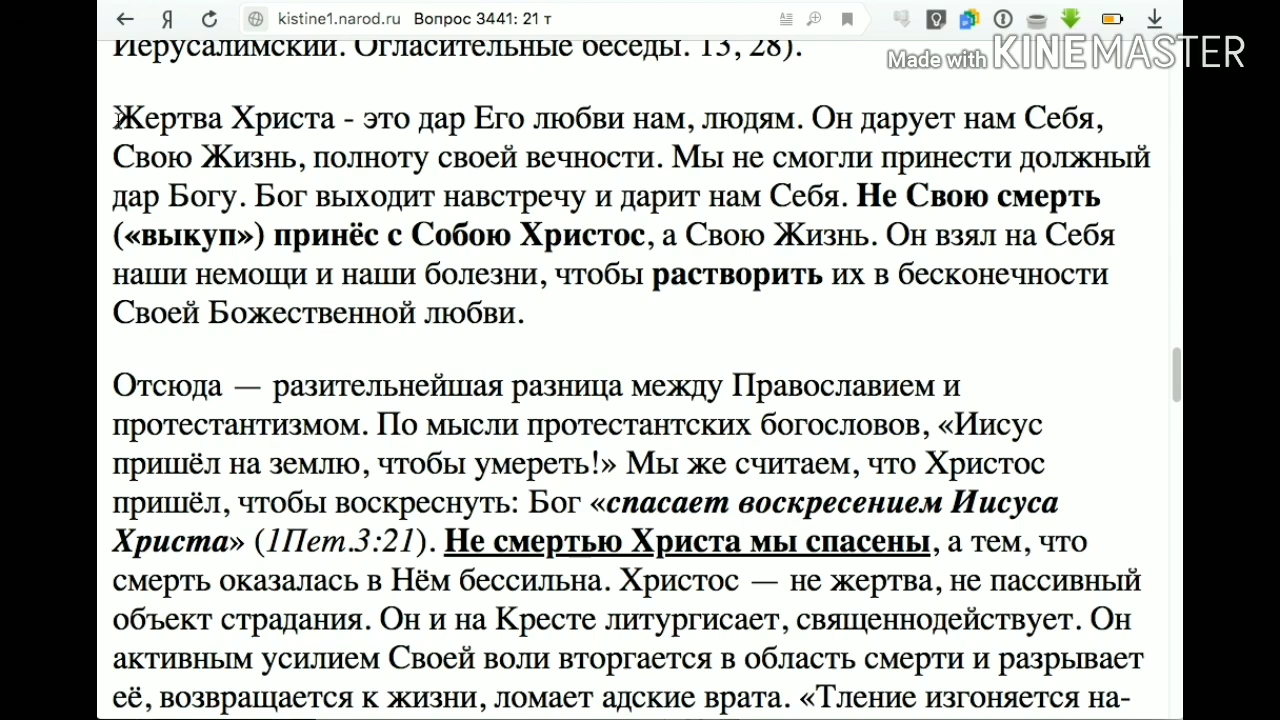 kistine1.narod.ru Вопрос 3441: 21 т
Made with KINEMASTER
Иерусалимский. Огласительные беседы. 13, 28).
Жертва Христа - это дар Его любви нам, людям. Он дарует нам Себя,
Свою Жизнь, полноту своей вечности. Мы не смогли принести должный
дар Богу. Бог выходит навстречу и дарит нам Себя. Не Свою смерть
(«выкуп») принёс с Собою Христос, а Свою Жизнь. Он взял на Себя
наши немощи и наши болезни, чтобы растворить их в бесконечности
Своей Божественной любви.
Отсюда — разительнейшая разница между Православием и
протестантизмом. По мысли протестантских богословов, «Иисус
пришёл на землю, чтобы умереть!» Мы же считаем, что Христос
пришёл, чтобы воскреснуть: Бог «спасает воскресением Иисуса
Христа» (1Пет.3:21). Не смертью Христа мы спасены, а тем, что
смерть оказалась в Нём бессильна. Христос — не жертва, не пассивный
объект страдания. Он и на Кресте литургисает, священнодействует. Он
активным усилием Своей воли вторгается в область смерти и разрывает
её, возвращается к жизни, ломает адские врата. «Тление изгоняется на-